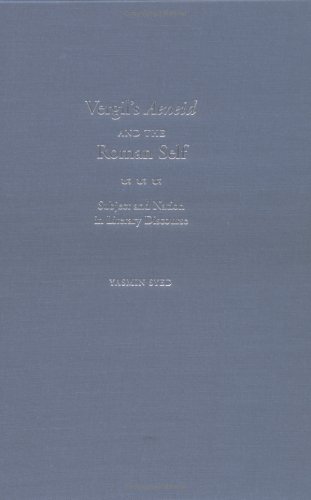 Vergil's Aeneid
AND THE
Roman Self
Subject and Nation
in Literary Discourse
YASMIN SYED